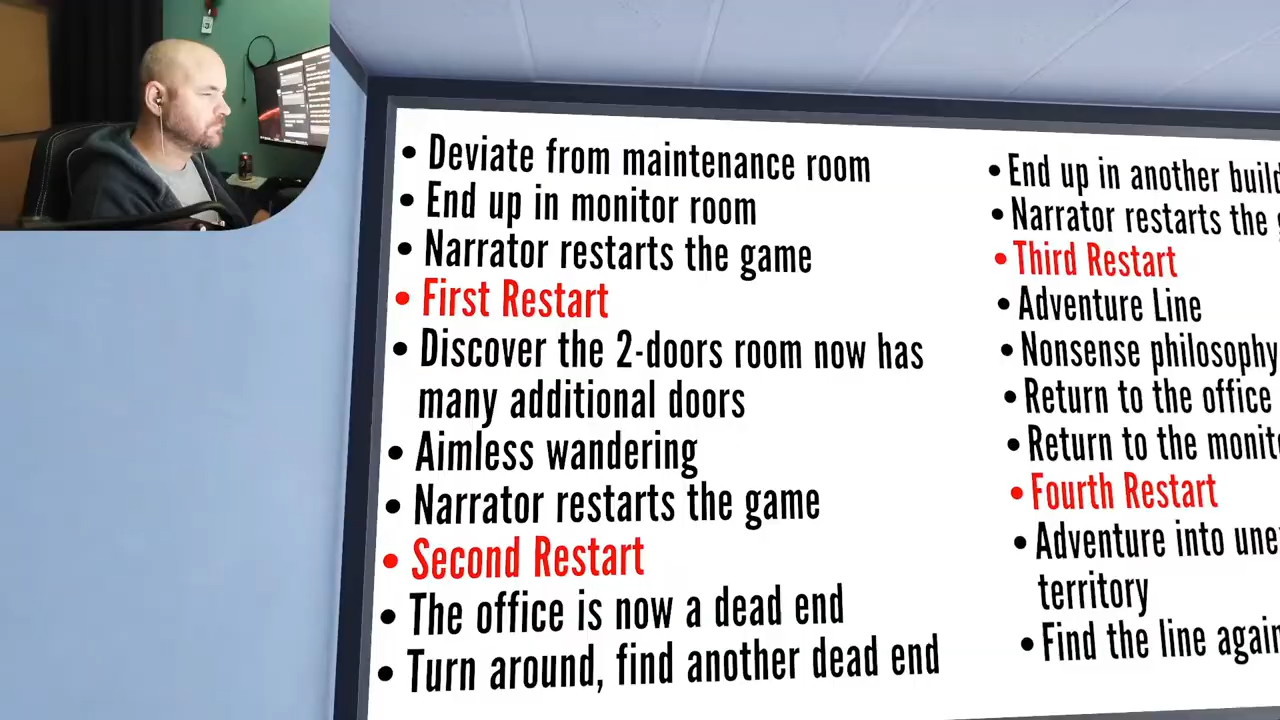 • Deviate from maintenance room
• End up in monitor room
• Narrator restarts the game
• First Restart
• Discover the 2-doors room now has
many additional doors
• Aimless wandering
• Narrator restarts the game
• Second Restart
• The office is now a dead end
• Turn around, find another dead end
• End up in another
• Narrator restarts the
• Third Restart
• Adventure Line
• Nonsense philosophy
• Return to the office
• Return to the
• Fourth Restart
• Adventure into
territory
• Find the line again